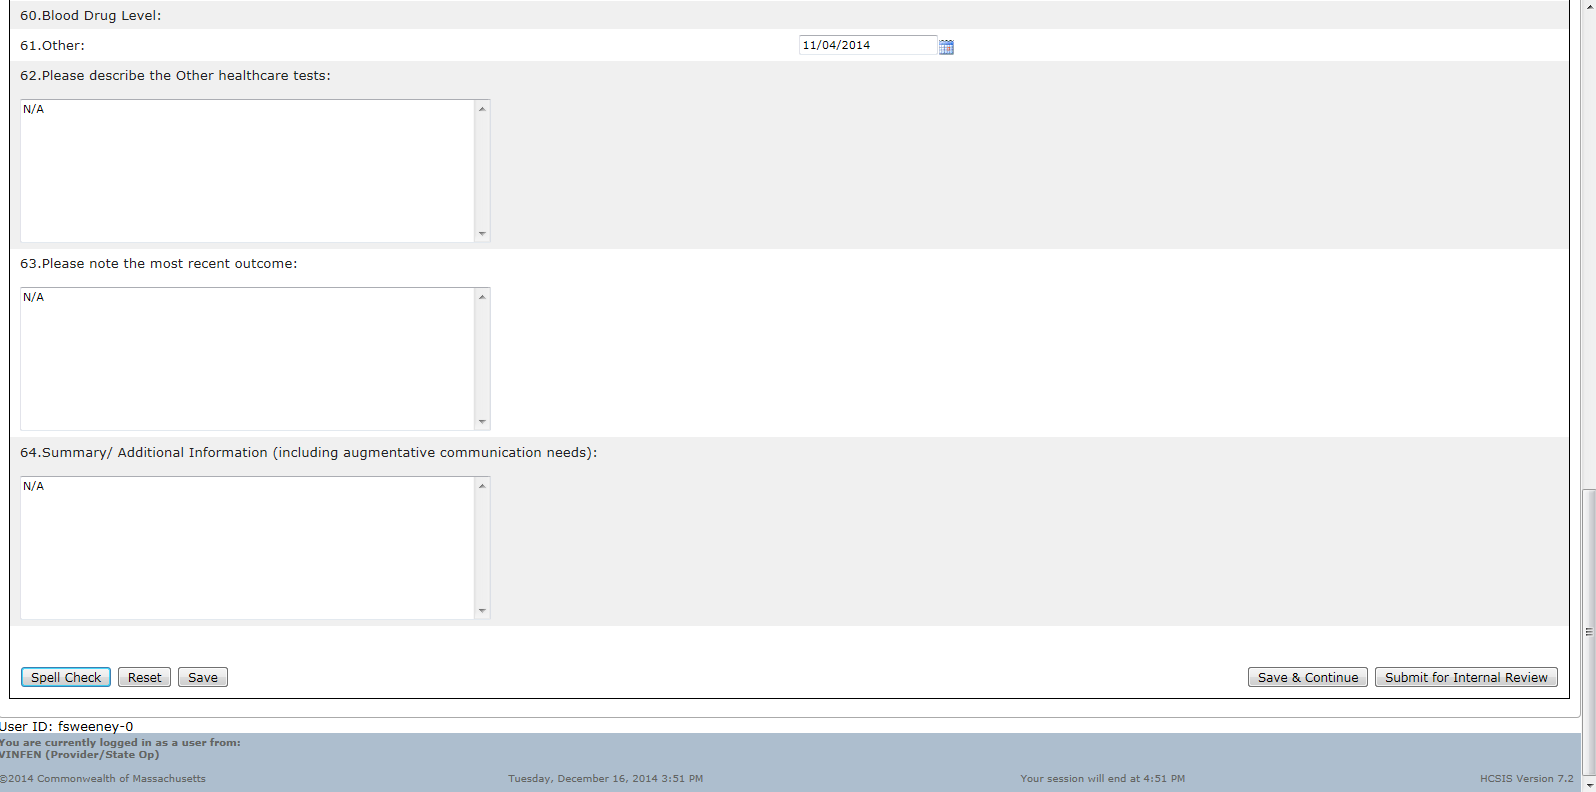 60.Blood Drug Level:
61.Other: 11/04/2014
62.Please describe the Other healthcare tests:
N/A
63.Please note the most recent outcome:
N/A
64.Summary/ Additional Information (including augmentative communication needs):
N/A
Spell Check Reset Save Save & Continue Submit for Internal Review
User ID: fsweeney-0
You are currently logged in as a user from:
VINFEN (Provider/State Op)
©2014 Commonwealth of Massachusetts Tuesday, December 16, 2014 3:51 PM Your session will end at 4:51 PM HCSIS Version 7.2